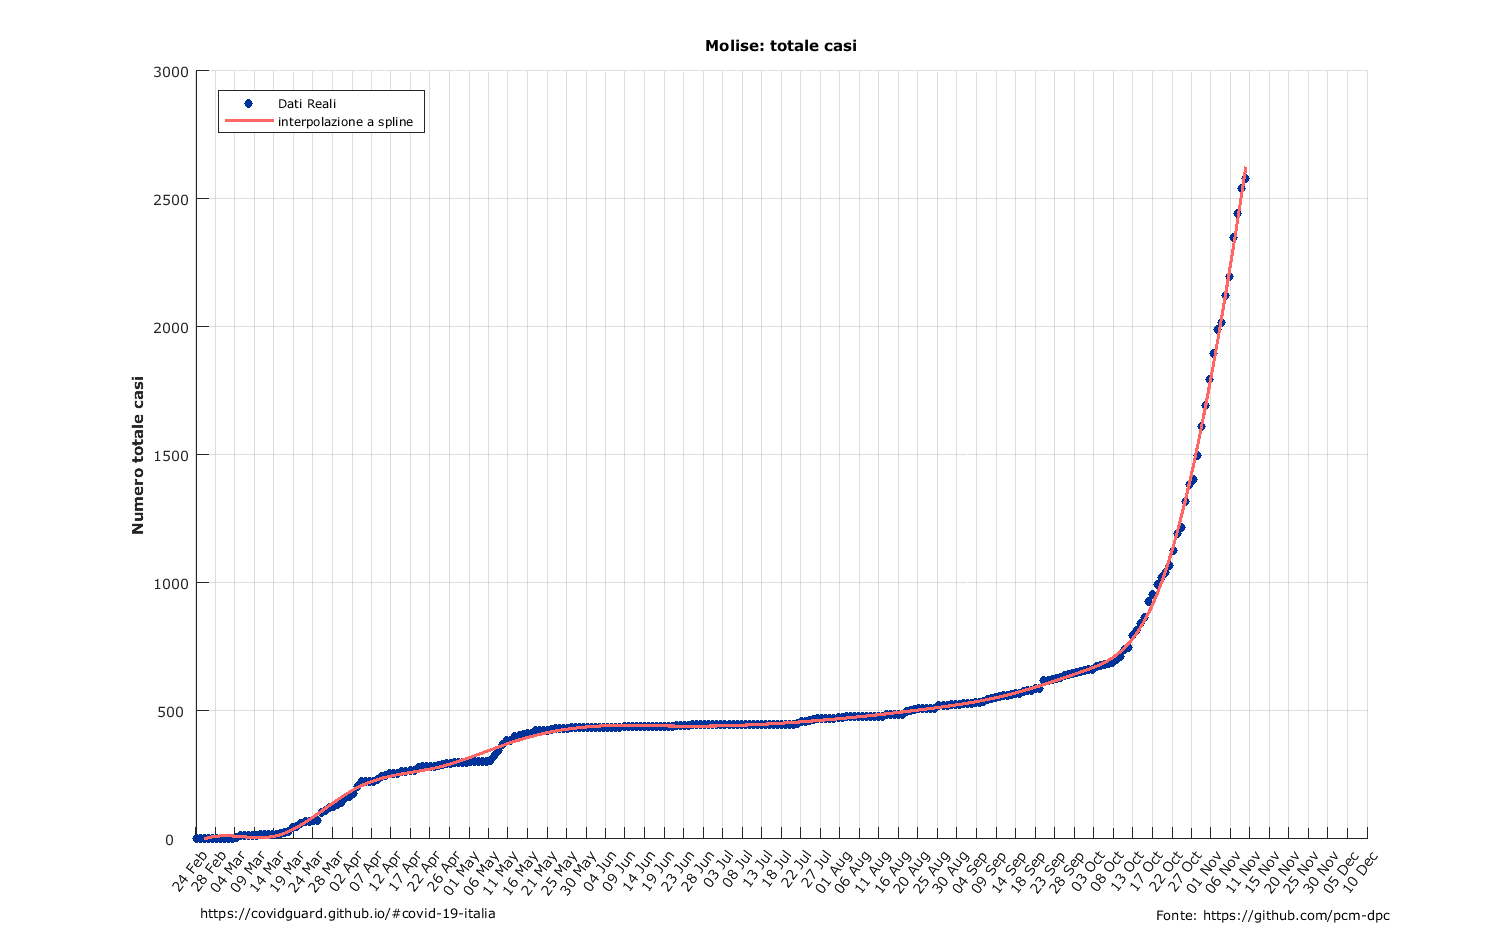 Molise: totale casi
3000
2500
2000
1500
1000
500
0
Numero totale casi
Dati Reali
interpolazione a spline
24 Feb
28 Feb
04 Mar
09 Mar
14 Mar
19 Mar
24 Mar
28 Mar
02 Apr
07 Apr
12 Apr
17 Apr
22 Apr
26 Apr
01 May
06 May
11 May
16 May
21 May
25 May
30 May
04 Jun
09 Jun
14 Jun
19 Jun
23 Jun
28 Jun
03 Jul
08 Jul
13 Jul
18 Jul
22 Jul
27 Jul
01 Aug
06 Aug
11 Aug
16 Aug
20 Aug
25 Aug
30 Aug
04 Sep
09 Sep
14 Sep
18 Sep
23 Sep
28 Sep
03 Oct
08 Oct
13 Oct
17 Oct
22 Oct
27 Oct
01 Nov
06 Nov
11 Nov
15 Nov
20 Nov
25 Nov
30 Nov
05 Dec
10 Dec
https://covidguard.github.io/#covid-19-italia
Fonte: https://github.com/pcm-dpc